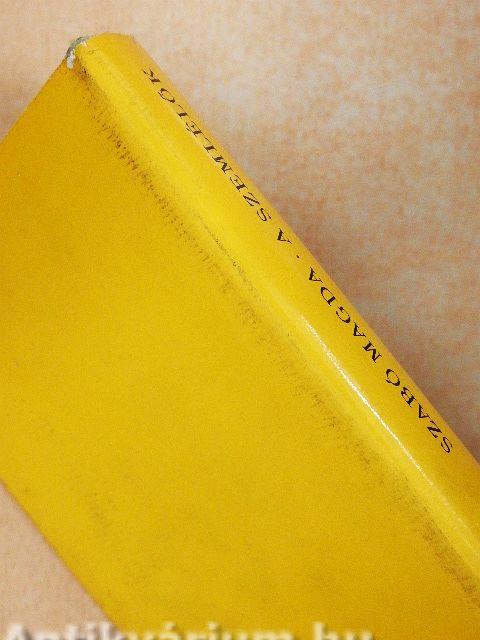 SZABÓ MAGDA · A SZEMLÉLŐK
Antikvárium.hu